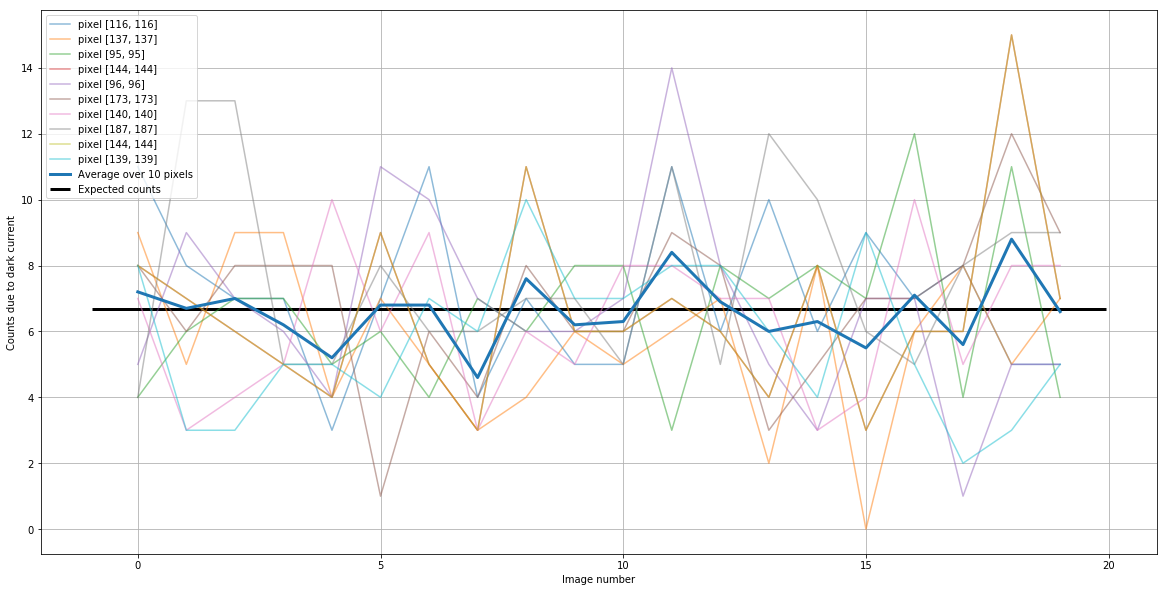 pixel [116, 116]
pixel [137, 137]
pixel [95, 95]
pixel [144, 144]
pixel [96, 96]
pixel [173, 173]
pixel [140, 140]
pixel [187, 187]
pixel [144, 144]
pixel [139, 139]
Average over 10 pixels
Expected counts
Counts due to dark current
14
12
10
8
6
4
2
0
0 5 10 15 20
Image number